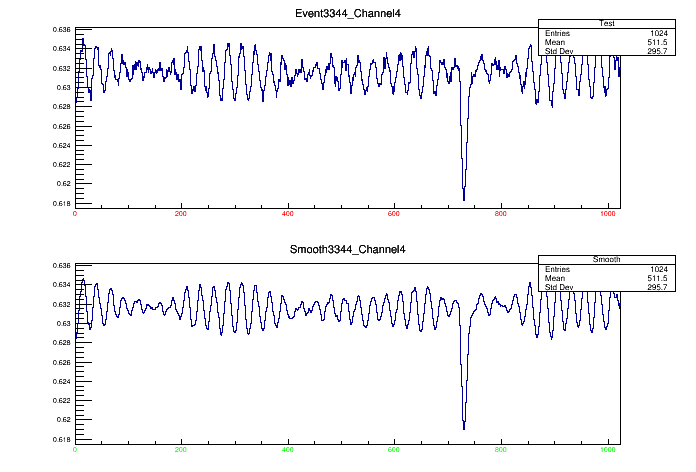 Event3344_Channel4
Test
Entries 1024
Mean 511.5
Std Dev 295.7
0.636
0.634
0.632
0.63
0.628
0.626
0.624
0.622
0.62
0.618
0 200 400 600 800 1000
Smooth3344_Channel4
Smooth
Entries 1024
Mean 511.5
Std Dev 295.7
0.636
0.634
0.632
0.63
0.628
0.626
0.624
0.622
0.62
0.618
0 200 400 600 800 1000